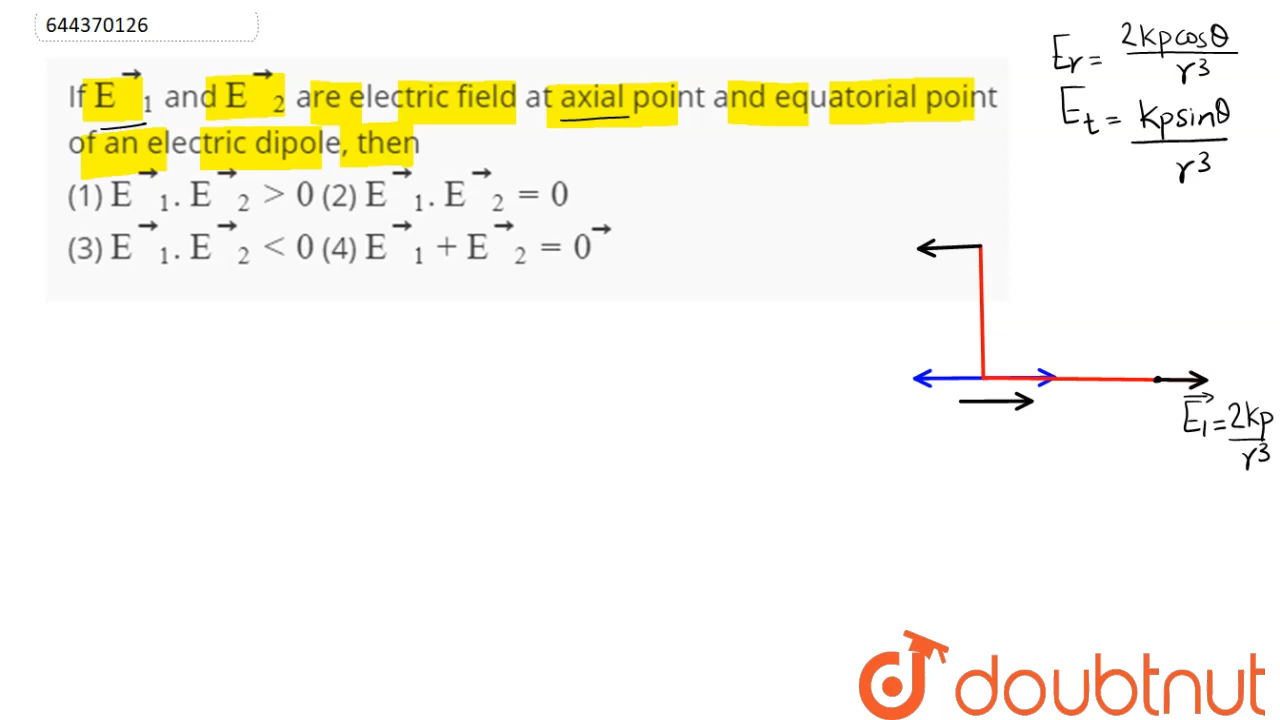 644370126
If E⃗ ₁ and E⃗ ₂ are electric field at axial point and equatorial point
of an electric dipole, then
(1) E⃗ ₁. E⃗ ₂ > 0 (2) E⃗ ₁. E⃗ ₂ = 0
(3) E⃗ ₁. E⃗ ₂ < 0 (4) E⃗ ₁ + E⃗ ₂ = 0⃗
Er = 2kpcosθ / r³
Et = kpsinθ / r³
E⃗₁ = 2kp / r³
doubtnut